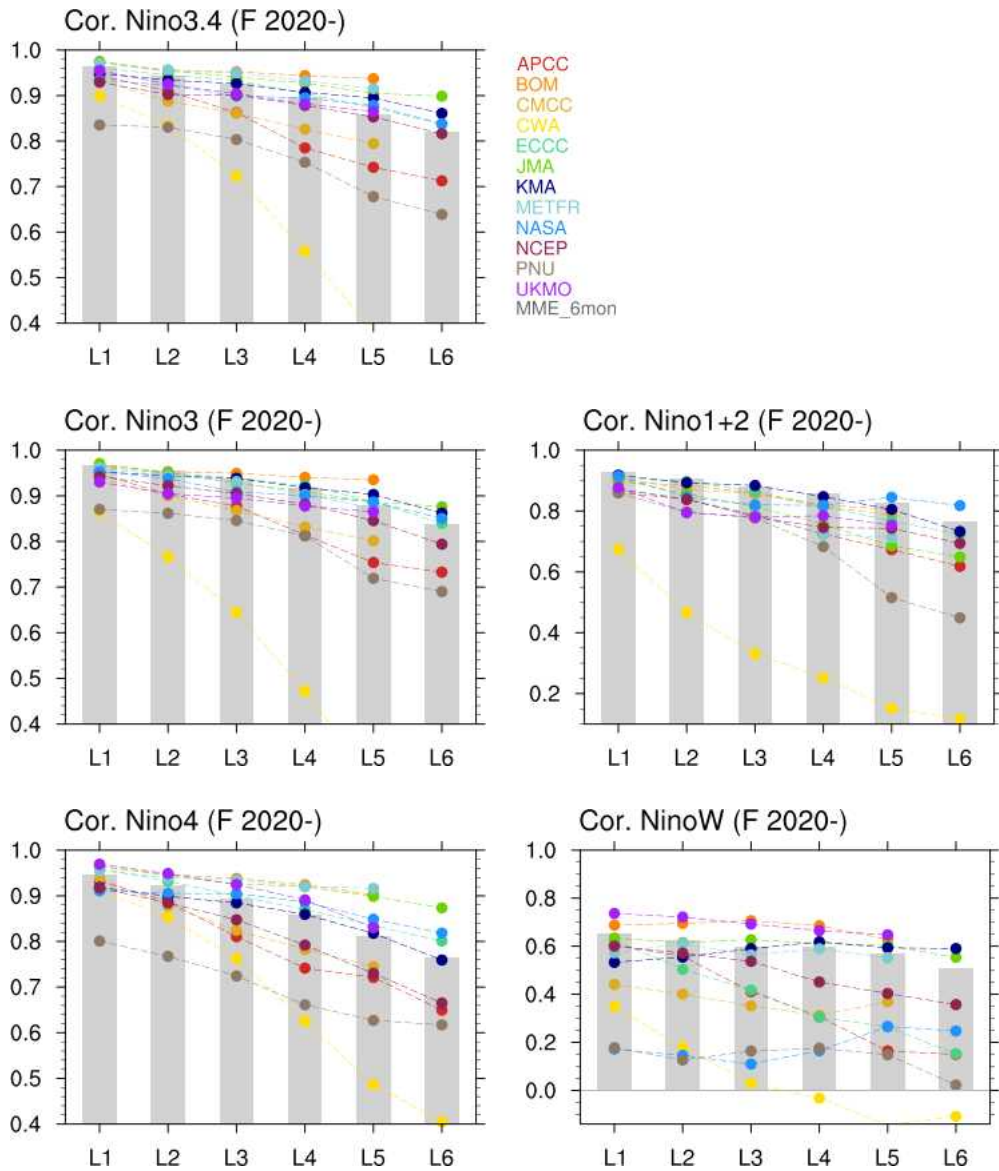 Cor. Nino3.4 (F 2020-)
1.0
0.9
0.8
0.7
0.6
0.5
0.4
L1 L2 L3 L4 L5 L6
APCC
BOM
CMCC
CWA
ECCC
JMA
KMA
METFR
NASA
NCEP
PNU
UKMO
MME_6mon
Cor. Nino3 (F 2020-)
1.0
0.9
0.8
0.7
0.6
0.5
0.4
L1 L2 L3 L4 L5 L6
Cor. Nino1+2 (F 2020-)
1.0
0.8
0.6
0.4
0.2
L1 L2 L3 L4 L5 L6
Cor. Nino4 (F 2020-)
1.0
0.9
0.8
0.7
0.6
0.5
0.4
L1 L2 L3 L4 L5 L6
Cor. NinoW (F 2020-)
1.0
0.8
0.6
0.4
0.2
0.0
L1 L2 L3 L4 L5 L6